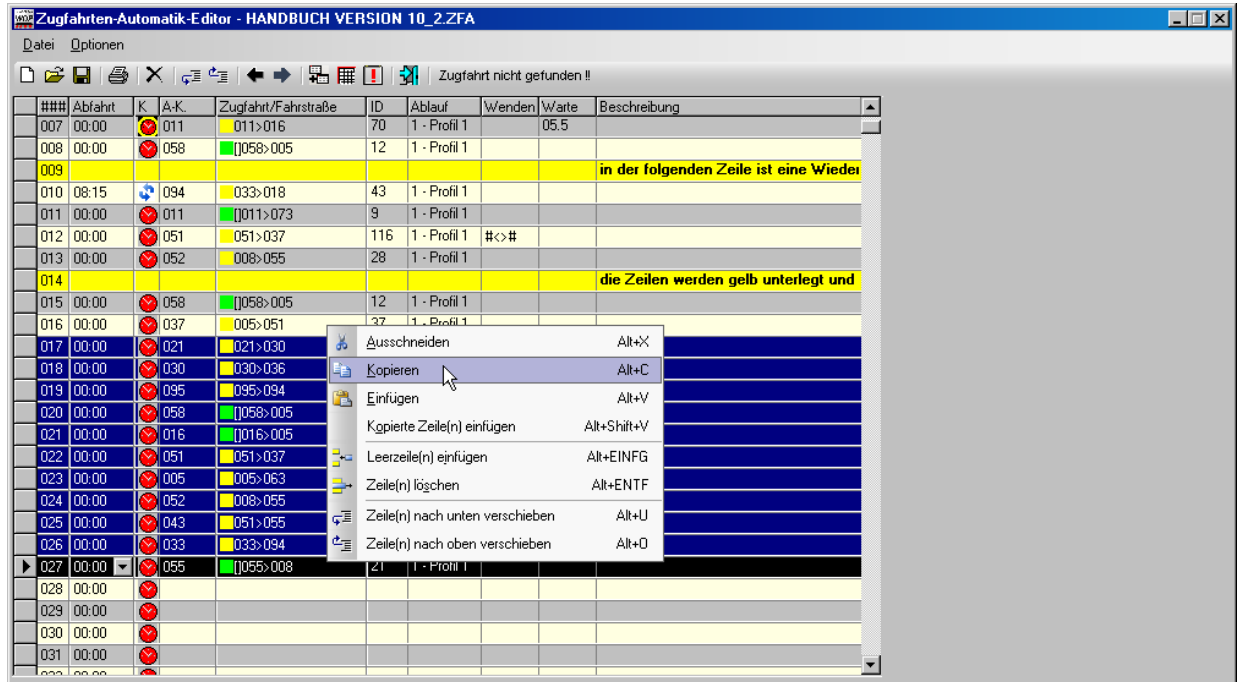 Zugfahrten-Automatik-Editor - HANDBUCH VERSION 10_2.ZFA
Datei Optionen
Zugfahrt nicht gefunden !!
### Abfahrt K A-K. Zugfahrt/Fahrstraße ID Ablauf Wenden Warte Beschreibung
007 00:00 011 011>016 70 1 - Profil 1 05.5
008 00:00 058 []058>005 12 1 - Profil 1
009 in der folgenden Zeile ist eine Wieder
010 08:15 094 033>018 43 1 - Profil 1
011 00:00 011 []011>073 9 1 - Profil 1
012 00:00 051 051>037 116 1 - Profil 1 #<>#
013 00:00 052 008>055 28 1 - Profil 1
014 die Zeilen werden gelb unterlegt und
015 00:00 058 []058>005 12 1 - Profil 1
016 00:00 037 005>051 37 1 - Profil 1
017 00:00 021 021>030
018 00:00 030 030>036
019 00:00 095 095>094
020 00:00 058 []058>005
021 00:00 016 []016>005
022 00:00 051 051>037
023 00:00 005 005>063
024 00:00 052 008>055
025 00:00 043 051>055
026 00:00 033 033>094
027 00:00 055 []055>008 21 1 - Profil 1
028 00:00
029 00:00
030 00:00
031 00:00
Ausschneiden Alt+X
Kopieren Alt+C
Einfügen Alt+V
Kopierte Zeile(n) einfügen Alt+Shift+V
Leerzeile(n) einfügen Alt+EINFG
Zeile(n) löschen Alt+ENTF
Zeile(n) nach unten verschieben Alt+U
Zeile(n) nach oben verschieben Alt+O